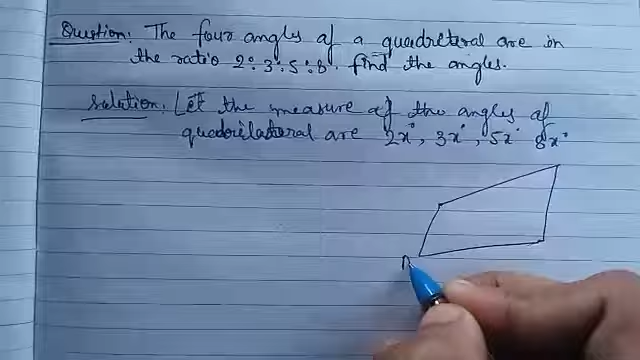 Question: The four angles of a quadreteral are in
the ratio 2:3:5:8. find the angles.
Solution. Let the measure of the angles of
quadrilateral are 2x°, 3x°, 5x° 8x°